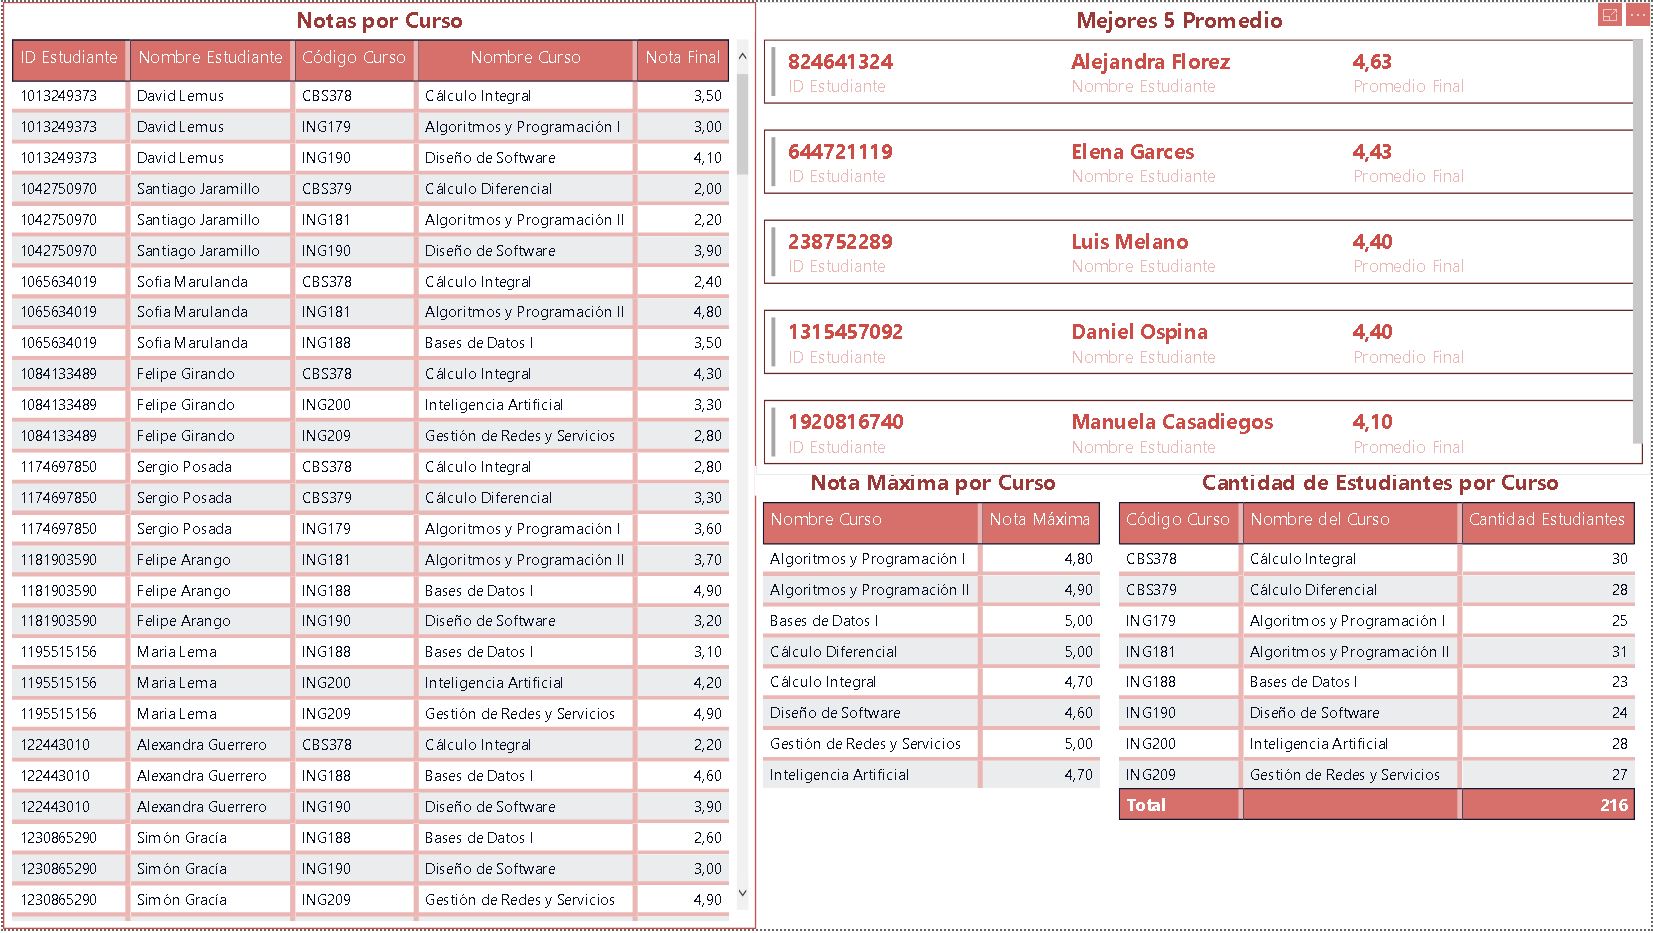 Notas por Curso
ID Estudiante Nombre Estudiante Código Curso Nombre Curso Nota Final
1013249373 David Lemus CBS378 Cálculo Integral 3,50
1013249373 David Lemus ING179 Algoritmos y Programación I 3,00
1013249373 David Lemus ING190 Diseño de Software 4,10
1042750970 Santiago Jaramillo CBS379 Cálculo Diferencial 2,00
1042750970 Santiago Jaramillo ING181 Algoritmos y Programación II 2,20
1042750970 Santiago Jaramillo ING190 Diseño de Software 3,90
1065634019 Sofia Marulanda CBS378 Cálculo Integral 2,40
1065634019 Sofia Marulanda ING181 Algoritmos y Programación II 4,80
1065634019 Sofia Marulanda ING188 Bases de Datos I 3,50
1084133489 Felipe Girando CBS378 Cálculo Integral 4,30
1084133489 Felipe Girando ING200 Inteligencia Artificial 3,30
1084133489 Felipe Girando ING209 Gestión de Redes y Servicios 2,80
1174697850 Sergio Posada CBS378 Cálculo Integral 2,80
1174697850 Sergio Posada CBS379 Cálculo Diferencial 3,30
1174697850 Sergio Posada ING179 Algoritmos y Programación I 3,60
1181903590 Felipe Arango ING181 Algoritmos y Programación II 3,70
1181903590 Felipe Arango ING188 Bases de Datos I 4,90
1181903590 Felipe Arango ING190 Diseño de Software 3,20
1195515156 Maria Lema ING188 Bases de Datos I 3,10
1195515156 Maria Lema ING200 Inteligencia Artificial 4,20
1195515156 Maria Lema ING209 Gestión de Redes y Servicios 4,90
122443010 Alexandra Guerrero CBS378 Cálculo Integral 2,20
122443010 Alexandra Guerrero ING188 Bases de Datos I 4,60
122443010 Alexandra Guerrero ING190 Diseño de Software 3,90
1230865290 Simón Gracía ING188 Bases de Datos I 2,60
1230865290 Simón Gracía ING190 Diseño de Software 3,00
1230865290 Simón Gracía ING209 Gestión de Redes y Servicios 4,90
Mejores 5 Promedio
824641324 Alejandra Florez 4,63
ID Estudiante Nombre Estudiante Promedio Final
644721119 Elena Garces 4,43
ID Estudiante Nombre Estudiante Promedio Final
238752289 Luis Melano 4,40
ID Estudiante Nombre Estudiante Promedio Final
1315457092 Daniel Ospina 4,40
ID Estudiante Nombre Estudiante Promedio Final
1920816740 Manuela Casadiegos 4,10
ID Estudiante Nombre Estudiante Promedio Final
Nota Máxima por Curso
Nombre Curso Nota Máxima
Algoritmos y Programación I 4,80
Algoritmos y Programación II 4,90
Bases de Datos I 5,00
Cálculo Diferencial 5,00
Cálculo Integral 4,70
Diseño de Software 4,60
Gestión de Redes y Servicios 5,00
Inteligencia Artificial 4,70
Cantidad de Estudiantes por Curso
Código Curso Nombre del Curso Cantidad Estudiantes
CBS378 Cálculo Integral 30
CBS379 Cálculo Diferencial 28
ING179 Algoritmos y Programación I 25
ING181 Algoritmos y Programación II 31
ING188 Bases de Datos I 23
ING190 Diseño de Software 24
ING200 Inteligencia Artificial 28
ING209 Gestión de Redes y Servicios 27
Total 216